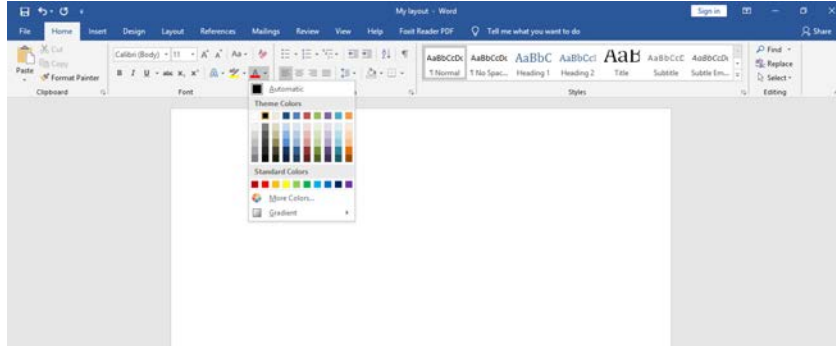 My layout - Word
Sign in
File Home Insert Design Layout References Mailings Review View Help Foxit Reader PDF Tell me what you want to do Share
Paste
Cut
Copy
Format Painter
Calibri (Body) 11
AaBbCcDc AaBbCcDc AaBbC AaBbCcI AaB AaBbCcC AaBbCcDc
¶ Normal ¶ No Spac... Heading 1 Heading 2 Title Subtitle Subtle Em...
Find
Replace
Select
Clipboard Font Styles Editing
Automatic
Theme Colors
Standard Colors
More Colors...
Gradient